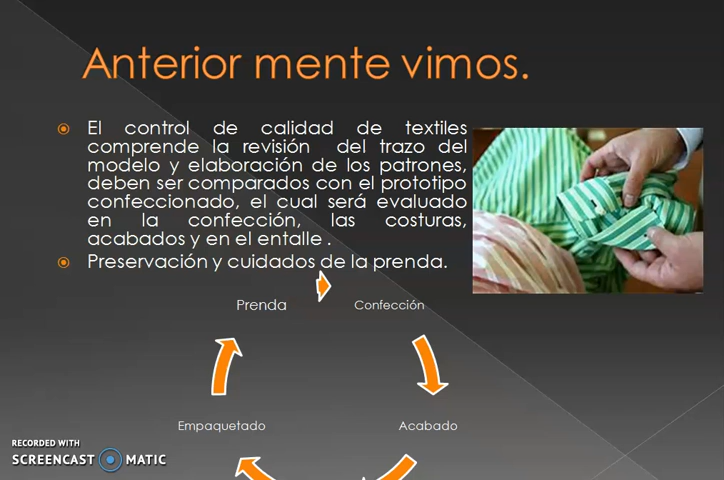 Anterior mente vimos.
El control de calidad de textiles
comprende la revisión del trazo del
modelo y elaboración de los patrones,
deben ser comparados con el prototipo
confeccionado, el cual será evaluado
en la confección, las costuras,
acabados y en el entalle .
Preservación y cuidados de la prenda.
Prenda
Confección
Empaquetado
Acabado
RECORDED WITH
SCREENCAST MATIC